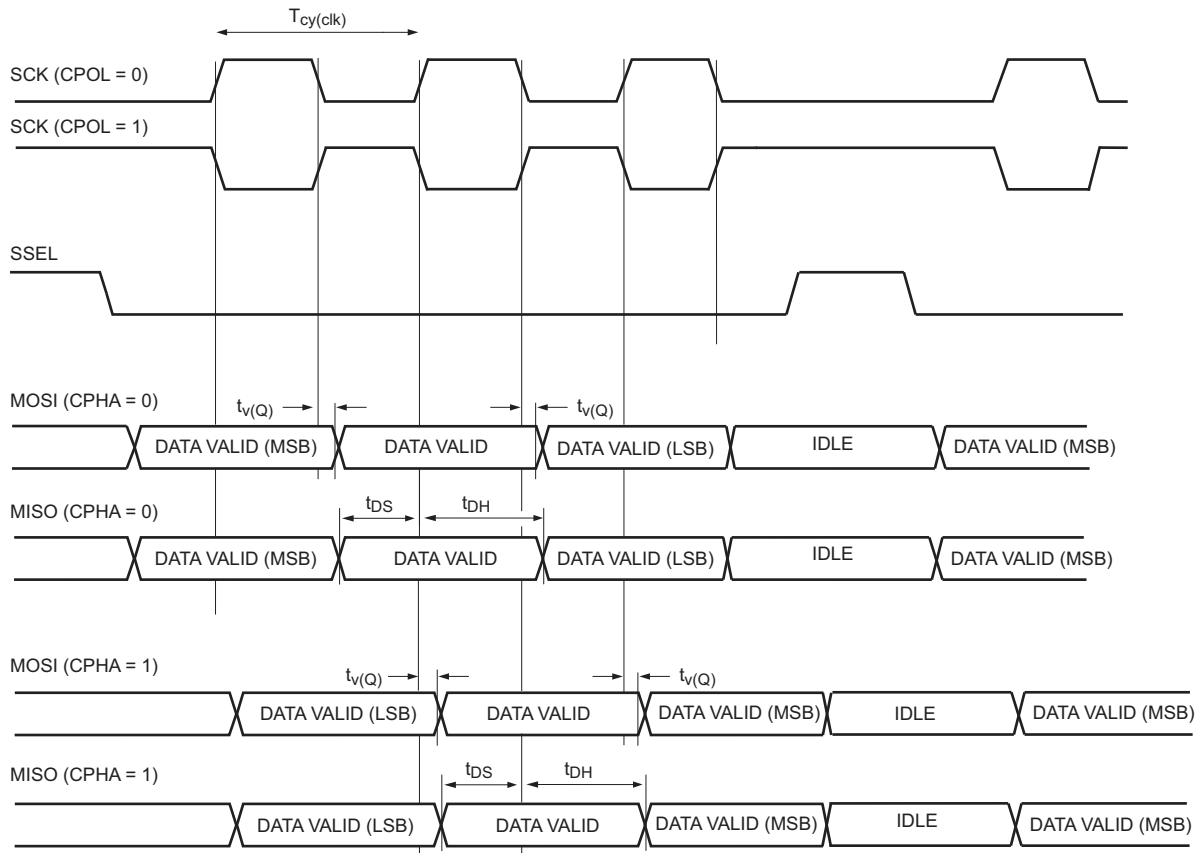 Tcy(clk)
SCK (CPOL = 0)
SCK (CPOL = 1)
SSEL
MOSI (CPHA = 0)
tv(Q) tv(Q)
DATA VALID (MSB) DATA VALID DATA VALID (LSB) IDLE DATA VALID (MSB)
MISO (CPHA = 0)
tDS tDH
DATA VALID (MSB) DATA VALID DATA VALID (LSB) IDLE DATA VALID (MSB)
MOSI (CPHA = 1)
tv(Q) tv(Q)
DATA VALID (LSB) DATA VALID DATA VALID (MSB) IDLE DATA VALID (MSB)
MISO (CPHA = 1)
tDS tDH
DATA VALID (LSB) DATA VALID DATA VALID (MSB) IDLE DATA VALID (MSB)